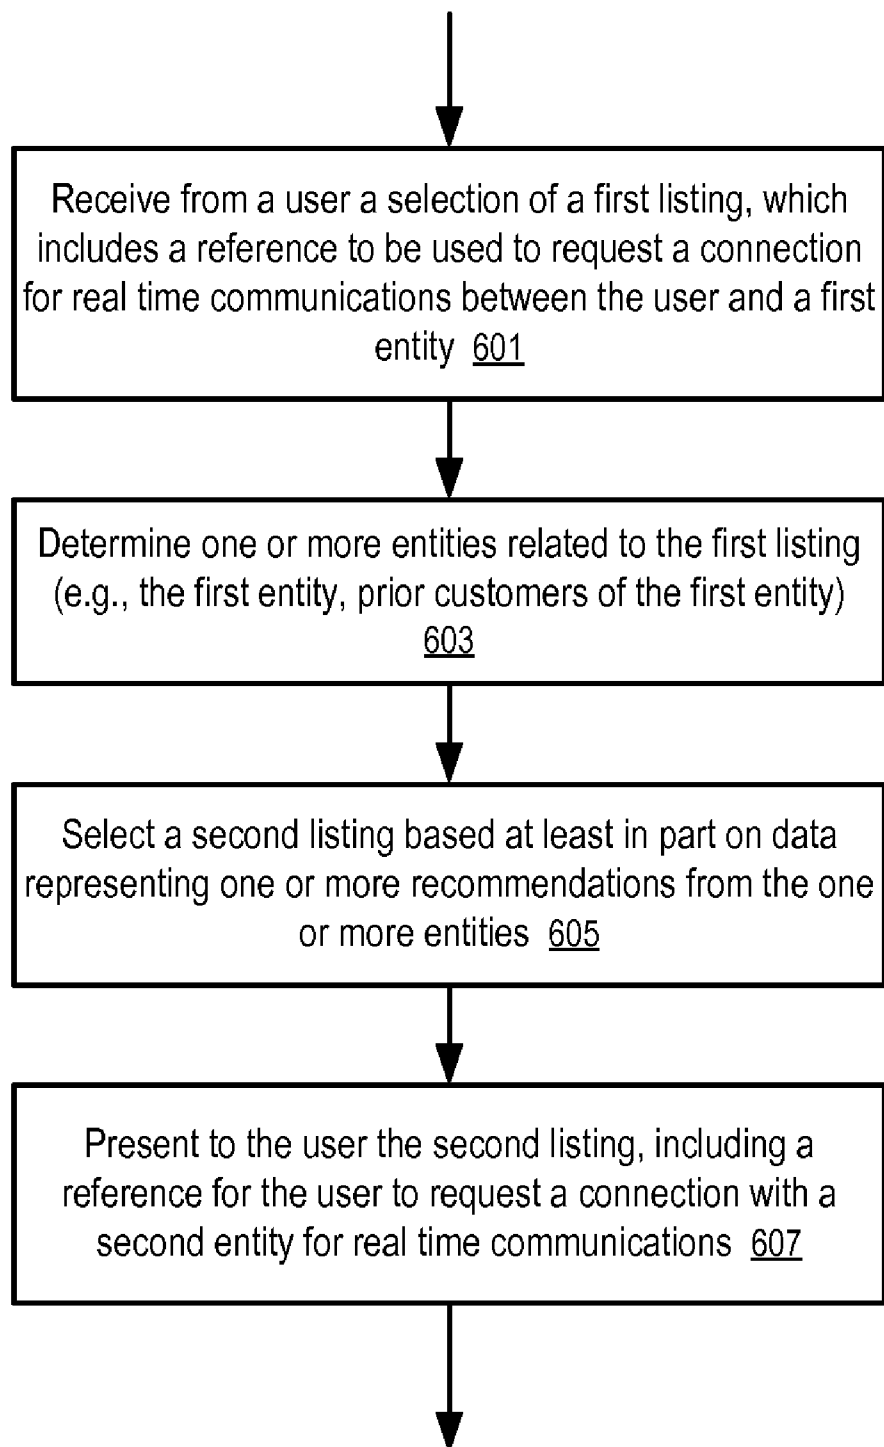 Receive from a user a selection of a first listing, which
includes a reference to be used to request a connection
for real time communications between the user and a first
entity 601
Determine one or more entities related to the first listing
(e.g., the first entity, prior customers of the first entity)
603
Select a second listing based at least in part on data
representing one or more recommendations from the one
or more entities 605
Present to the user the second listing, including a
reference for the user to request a connection with a
second entity for real time communications 607